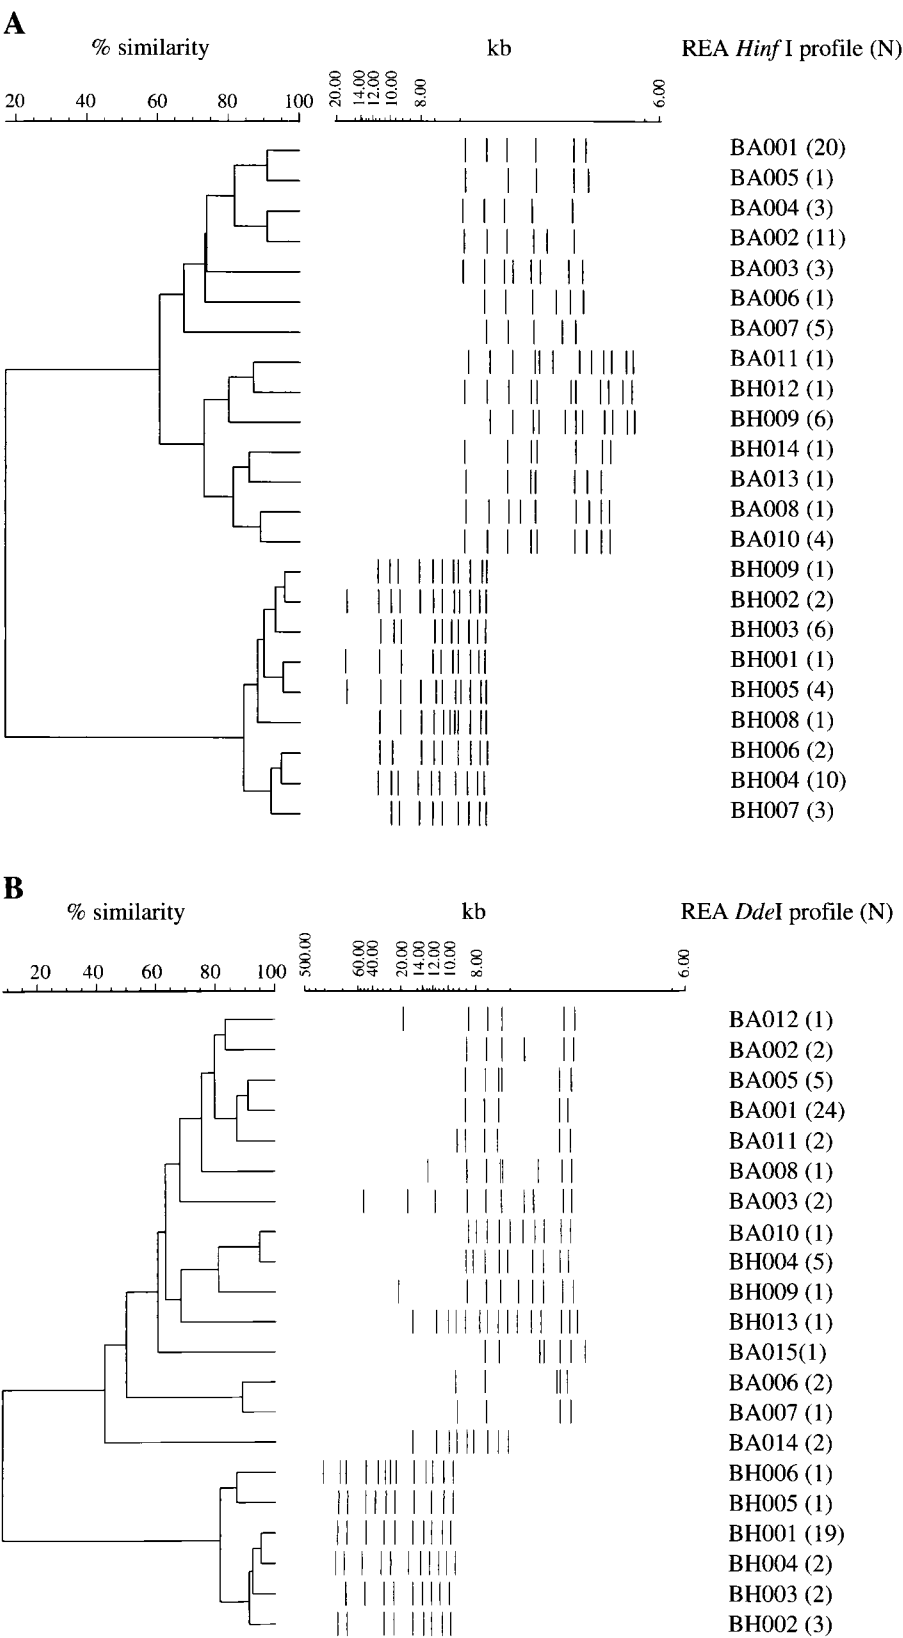 A
% similarity kb REA Hinf I profile (N)
20 40 60 80 100 20.00 14.00 12.00 10.00 8.00 6.00
BA001 (20)
BA005 (1)
BA004 (3)
BA002 (11)
BA003 (3)
BA006 (1)
BA007 (5)
BA011 (1)
BH012 (1)
BH009 (6)
BH014 (1)
BA013 (1)
BA008 (1)
BA010 (4)
BH009 (1)
BH002 (2)
BH003 (6)
BH001 (1)
BH005 (4)
BH008 (1)
BH006 (2)
BH004 (10)
BH007 (3)
B
% similarity kb REA DdeI profile (N)
20 40 60 80 100 500.00 60.00 40.00 20.00 14.00 12.00 10.00 8.00 6.00
BA012 (1)
BA002 (2)
BA005 (5)
BA001 (24)
BA011 (2)
BA008 (1)
BA003 (2)
BA010 (1)
BH004 (5)
BH009 (1)
BH013 (1)
BA015(1)
BA006 (2)
BA007 (1)
BA014 (2)
BH006 (1)
BH005 (1)
BH001 (19)
BH004 (2)
BH003 (2)
BH002 (3)